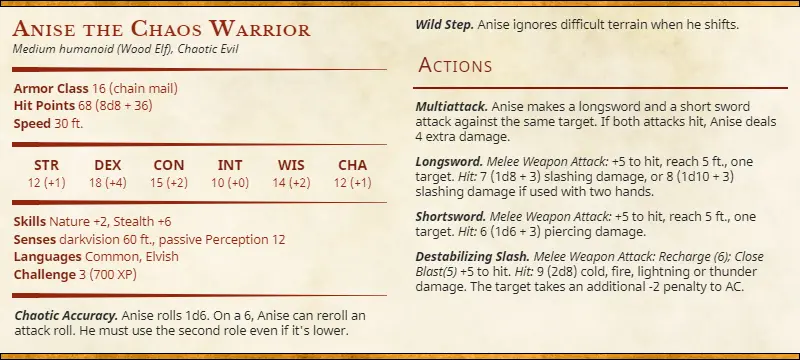 Anise the Chaos Warrior
Medium humanoid (Wood Elf), Chaotic Evil
Armor Class 16 (chain mail)
Hit Points 68 (8d8 + 36)
Speed 30 ft.
STR DEX CON INT WIS CHA
12 (+1) 18 (+4) 15 (+2) 10 (+0) 14 (+2) 12 (+1)
Skills Nature +2, Stealth +6
Senses darkvision 60 ft., passive Perception 12
Languages Common, Elvish
Challenge 3 (700 XP)
Chaotic Accuracy. Anise rolls 1d6. On a 6, Anise can reroll an
attack roll. He must use the second role even if it's lower.
Wild Step. Anise ignores difficult terrain when he shifts.
Actions
Multiattack. Anise makes a longsword and a short sword
attack against the same target. If both attacks hit, Anise deals
4 extra damage.
Longsword. Melee Weapon Attack: +5 to hit, reach 5 ft., one
target. Hit: 7 (1d8 + 3) slashing damage, or 8 (1d10 + 3)
slashing damage if used with two hands.
Shortsword. Melee Weapon Attack: +5 to hit, reach 5 ft., one
target. Hit: 6 (1d6 + 3) piercing damage.
Destabilizing Slash. Melee Weapon Attack: Recharge (6); Close
Blast(5) +5 to hit. Hit: 9 (2d8) cold, fire, lightning or thunder
damage. The target takes an additional -2 penalty to AC.